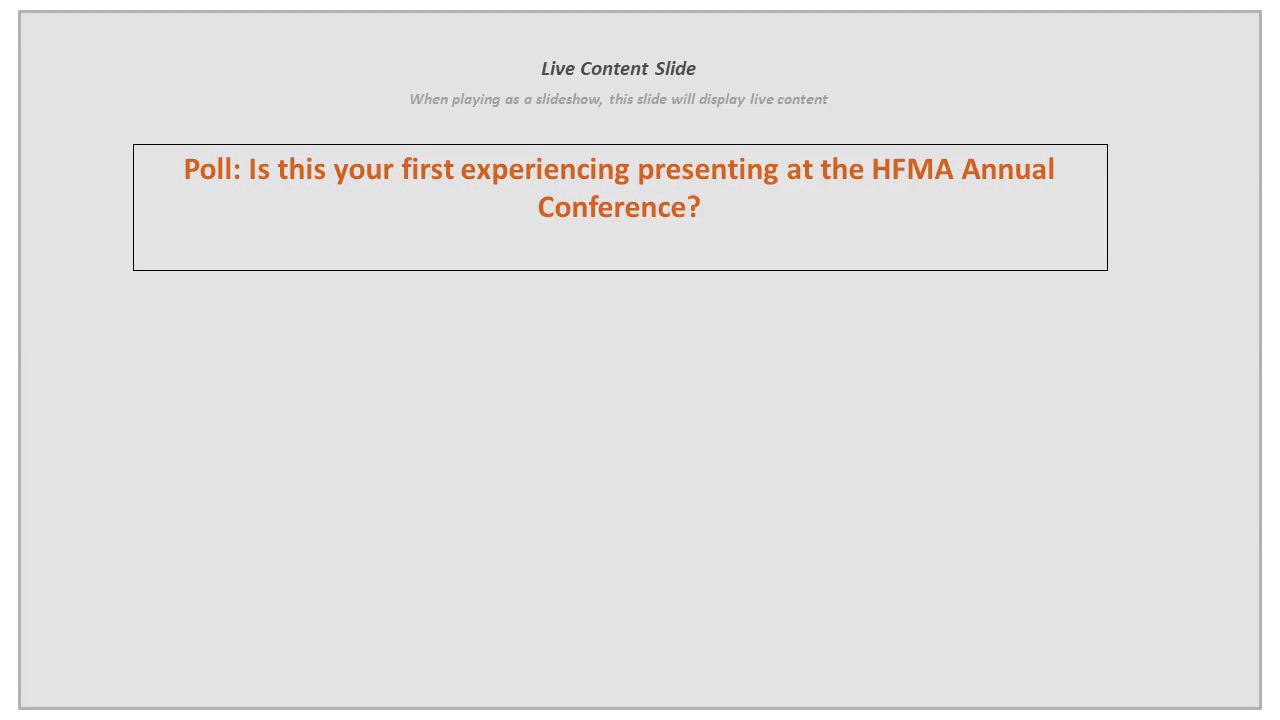 Live Content Slide
When playing as a slideshow, this slide will display live content
Poll: Is this your first experiencing presenting at the HFMA Annual
Conference?